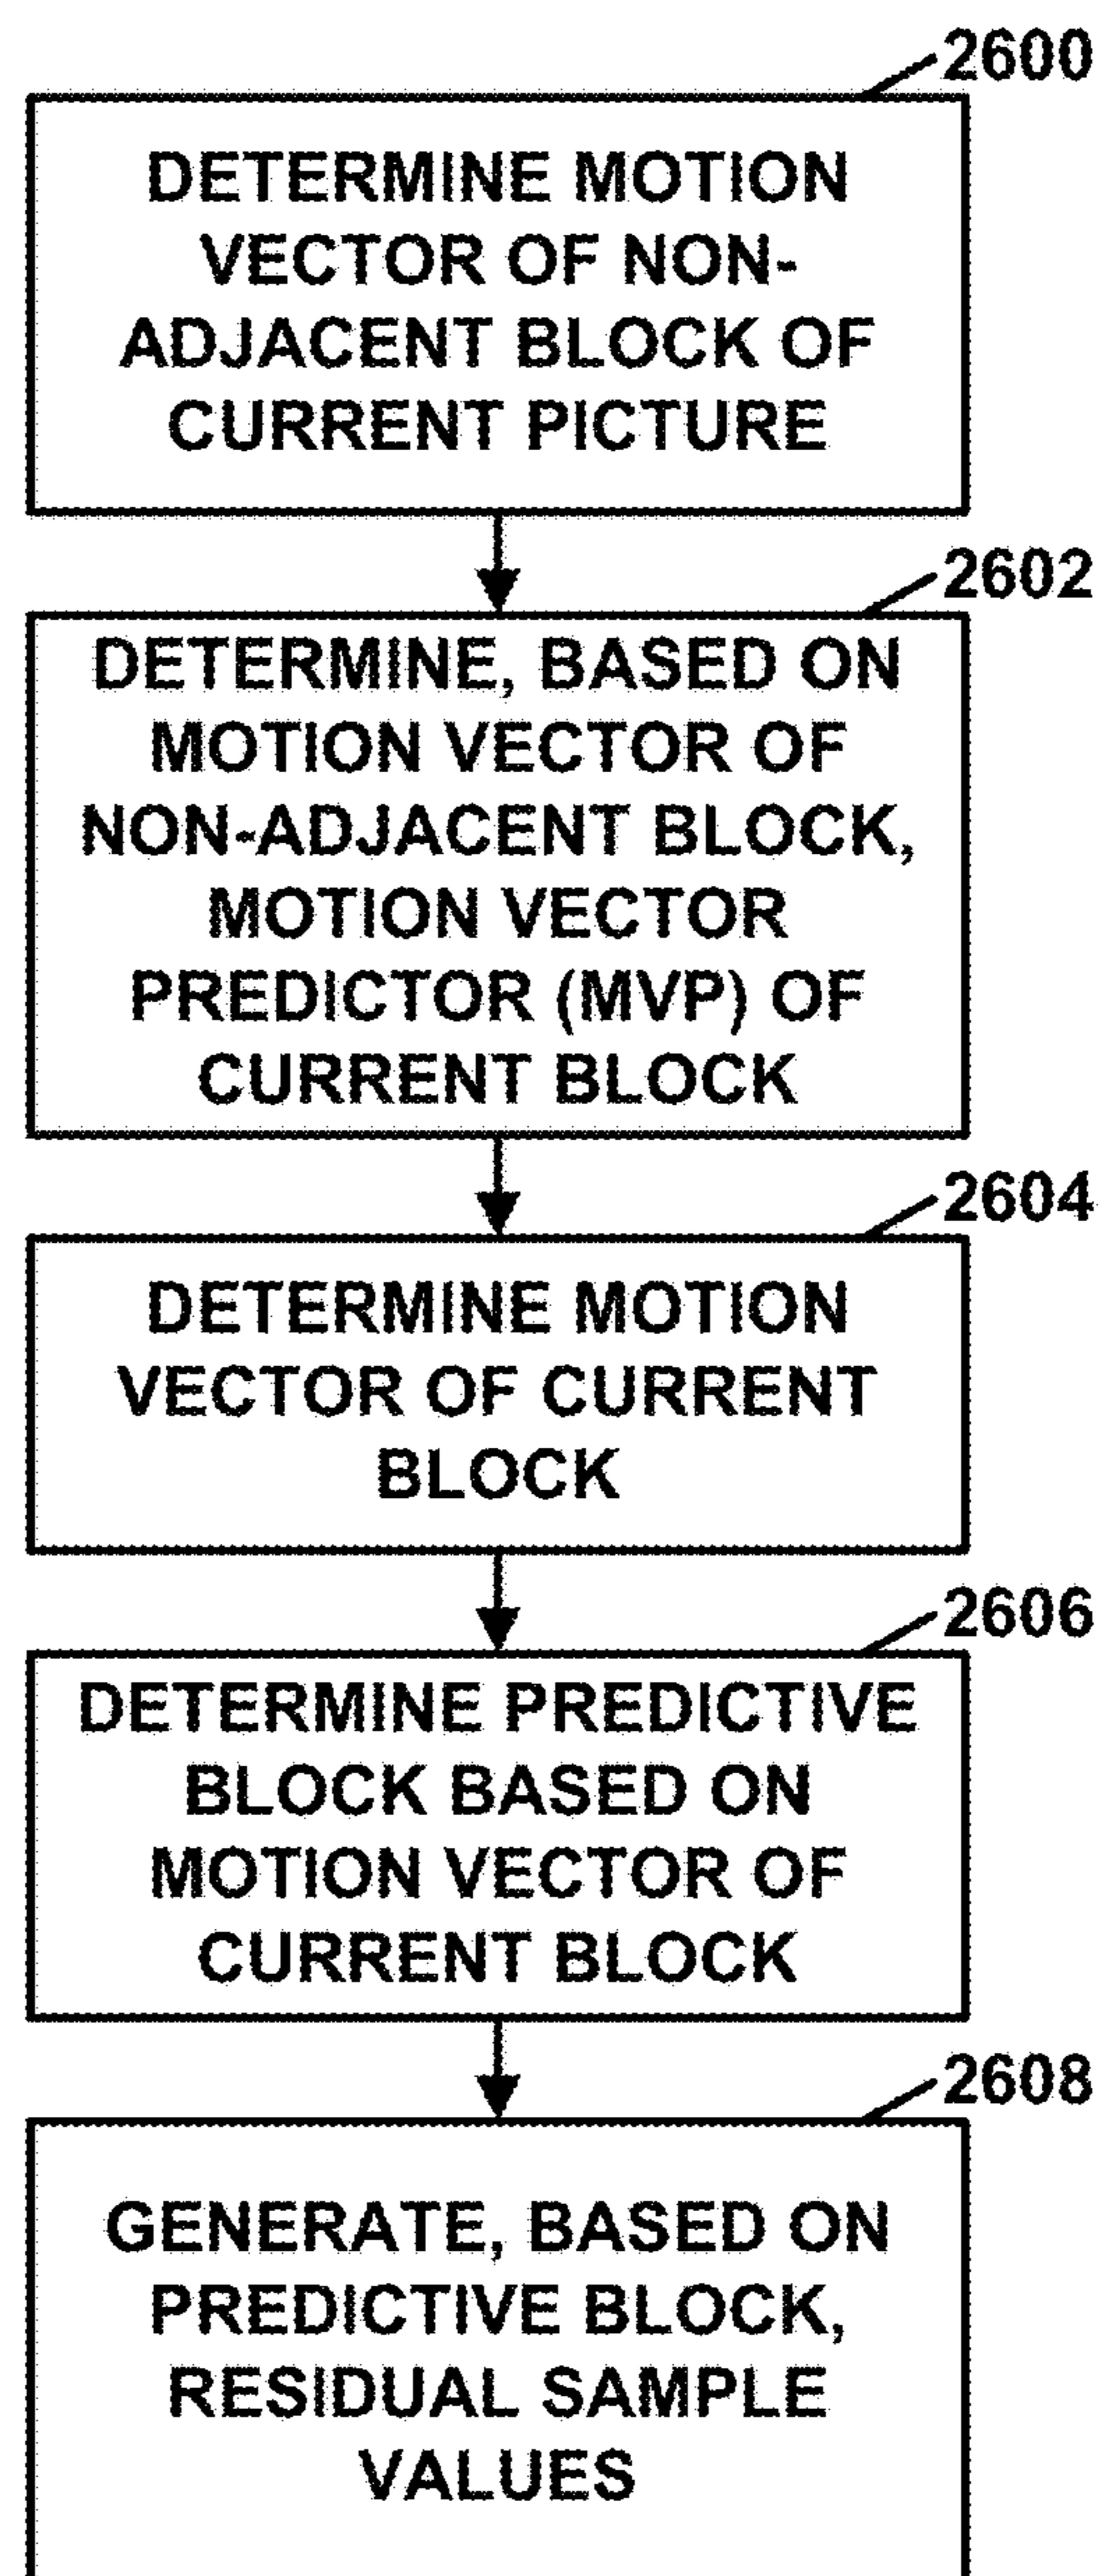 2600
DETERMINE MOTION
VECTOR OF NON-
ADJACENT BLOCK OF
CURRENT PICTURE
2602
DETERMINE, BASED ON
MOTION VECTOR OF
NON-ADJACENT BLOCK,
MOTION VECTOR
PREDICTOR (MVP) OF
CURRENT BLOCK
2604
DETERMINE MOTION
VECTOR OF CURRENT
BLOCK
2606
DETERMINE PREDICTIVE
BLOCK BASED ON
MOTION VECTOR OF
CURRENT BLOCK
2608
GENERATE, BASED ON
PREDICTIVE BLOCK,
RESIDUAL SAMPLE
VALUES